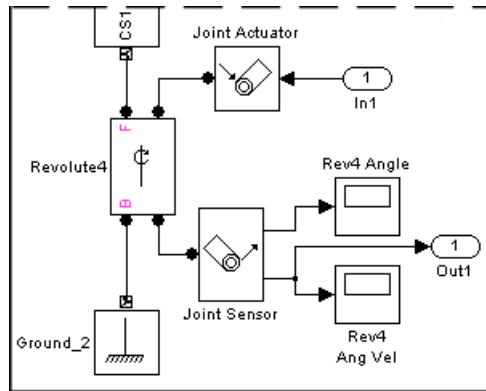 CS1
Joint Actuator
1
In1
F
Revolute4
B
Rev4 Angle
1
Out1
Joint Sensor
Rev4
Ang Vel
Ground_2